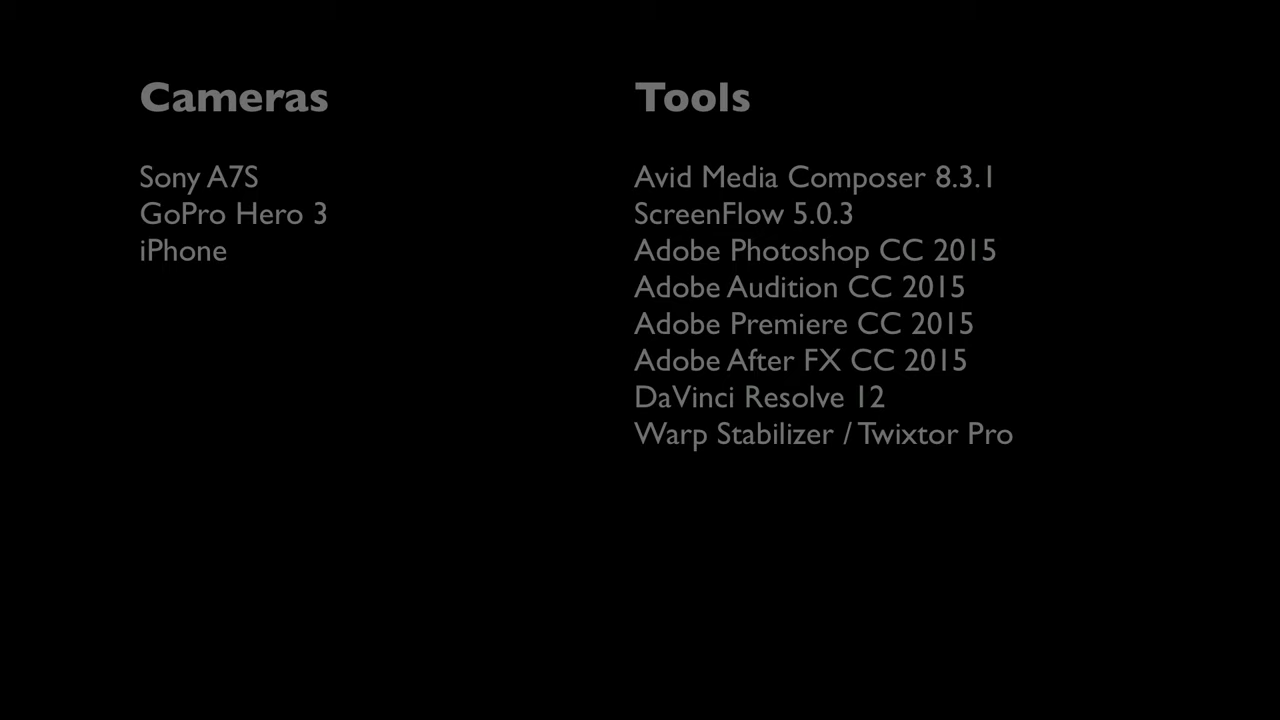 Cameras
Sony A7S
GoPro Hero 3
iPhone
Tools
Avid Media Composer 8.3.1
ScreenFlow 5.0.3
Adobe Photoshop CC 2015
Adobe Audition CC 2015
Adobe Premiere CC 2015
Adobe After FX CC 2015
DaVinci Resolve 12
Warp Stabilizer / Twixtor Pro